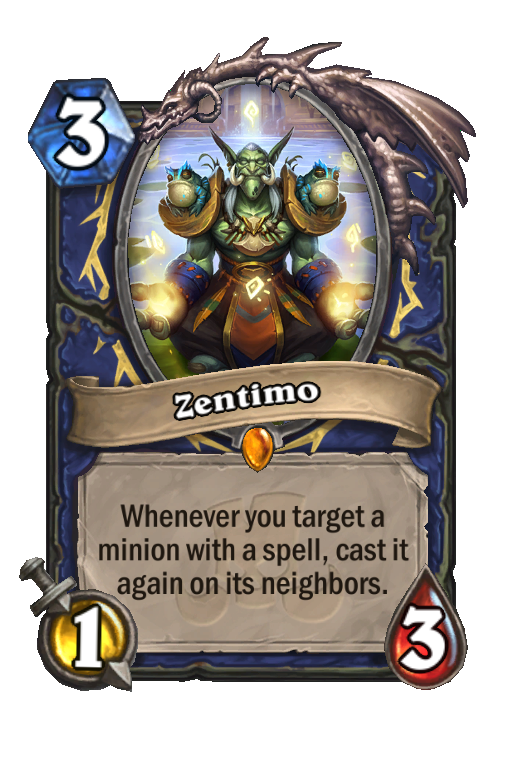 3
Zentimo
Whenever you target a
minion with a spell, cast it
again on its neighbors.
1
3